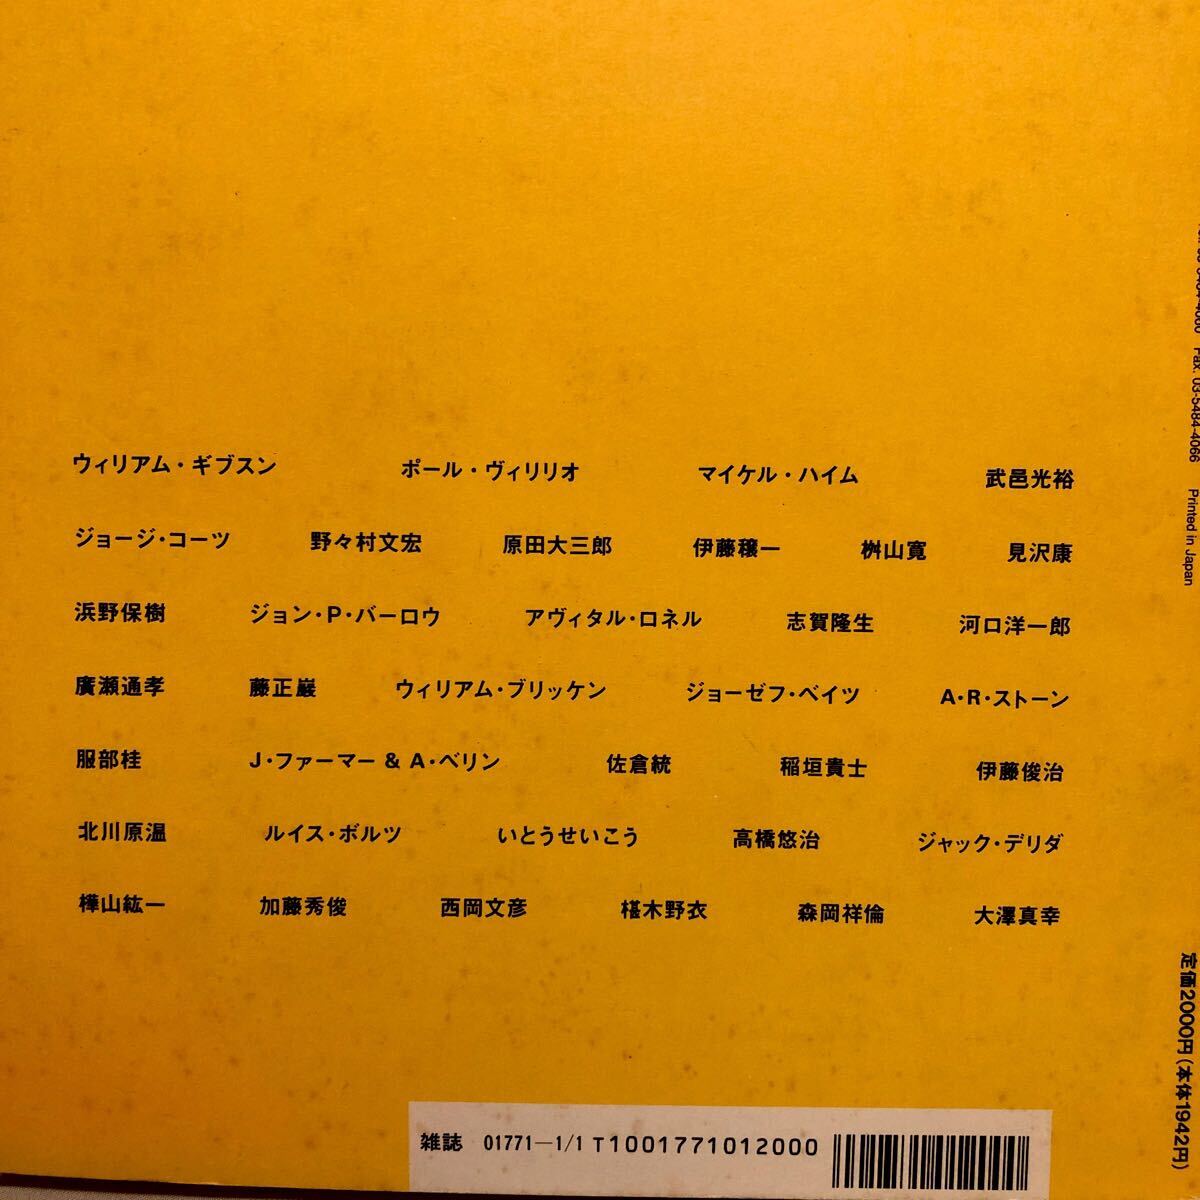 ウィリアム・ギブスン ポール・ヴィリリオ マイケル・ハイム 武邑光裕
ジョージ・コーツ 野々村文宏 原田大三郎 伊藤穰一 桝山寛 見沢康
浜野保樹 ジョン・P・バーロウ アヴィタル・ロネル 志賀隆生 河口洋一郎
廣瀬通孝 藤正巖 ウィリアム・ブリッケン ジョーゼフ・ベイツ A・R・ストーン
服部桂 J・ファーマー & A・ベリン 佐倉統 稲垣貴士 伊藤俊治
北川原温 ルイス・ボルツ いとうせいこう 高橋悠治 ジャック・デリダ
樺山紘一 加藤秀俊 西岡文彦 椹木野衣 森岡祥倫 大澤真幸
Fax. 03-5484-4066 Printed in Japan
定価2000円(本体1942円)
雑誌 01771-1/1 T1001771012000